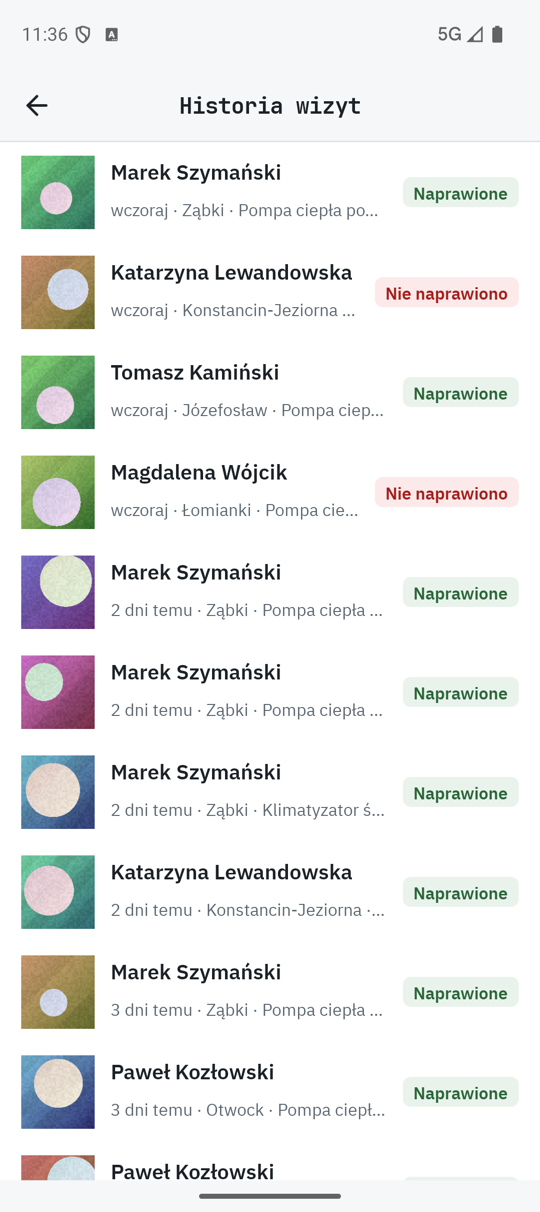 11:36
5G
Historia wizyt
Marek Szymański
wczoraj · Ząbki · Pompa ciepła po...
Naprawione
Katarzyna Lewandowska
wczoraj · Konstancin-Jeziorna ...
Nie naprawiono
Tomasz Kamiński
wczoraj · Józefosław · Pompa ciep...
Naprawione
Magdalena Wójcik
wczoraj · Łomianki · Pompa cie...
Nie naprawiono
Marek Szymański
2 dni temu · Ząbki · Pompa ciepła ...
Naprawione
Marek Szymański
2 dni temu · Ząbki · Pompa ciepła ...
Naprawione
Marek Szymański
2 dni temu · Ząbki · Klimatyzator ś...
Naprawione
Katarzyna Lewandowska
2 dni temu · Konstancin-Jeziorna ·...
Naprawione
Marek Szymański
3 dni temu · Ząbki · Pompa ciepła ...
Naprawione
Paweł Kozłowski
3 dni temu · Otwock · Pompa ciepł...
Naprawione
Paweł Kozłowski